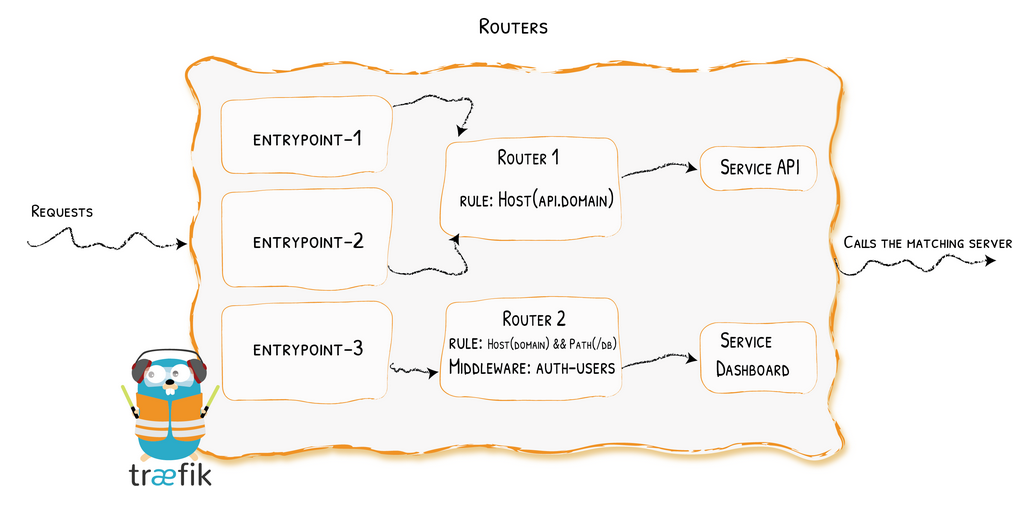 Routers
Requests
entrypoint-1
entrypoint-2
entrypoint-3
Router 1
rule: Host(api.domain)
Router 2
rule: Host(domain) && Path(/db)
Middleware: auth-users
Service API
Service
Dashboard
Calls the matching server
træfik